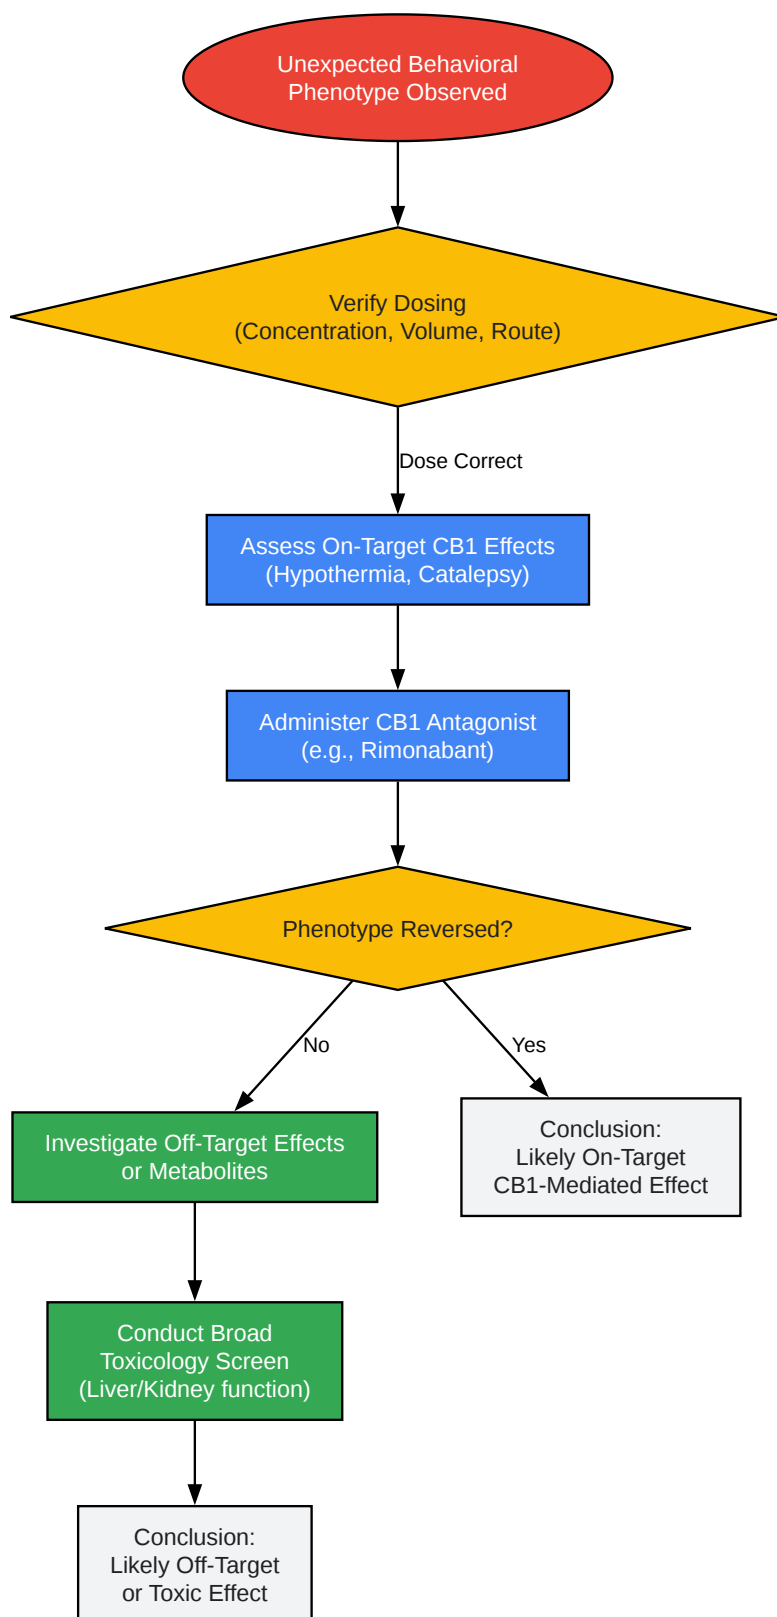 Unexpected Behavioral
Phenotype Observed
Verify Dosing
(Concentration, Volume, Route)
Dose Correct
Assess On-Target CB1 Effects
(Hypothermia, Catalepsy)
Administer CB1 Antagonist
(e.g., Rimonabant)
Phenotype Reversed?
No
Yes
Investigate Off-Target Effects
or Metabolites
Conclusion:
Likely On-Target
CB1-Mediated Effect
Conduct Broad
Toxicology Screen
(Liver/Kidney function)
Conclusion:
Likely Off-Target
or Toxic Effect